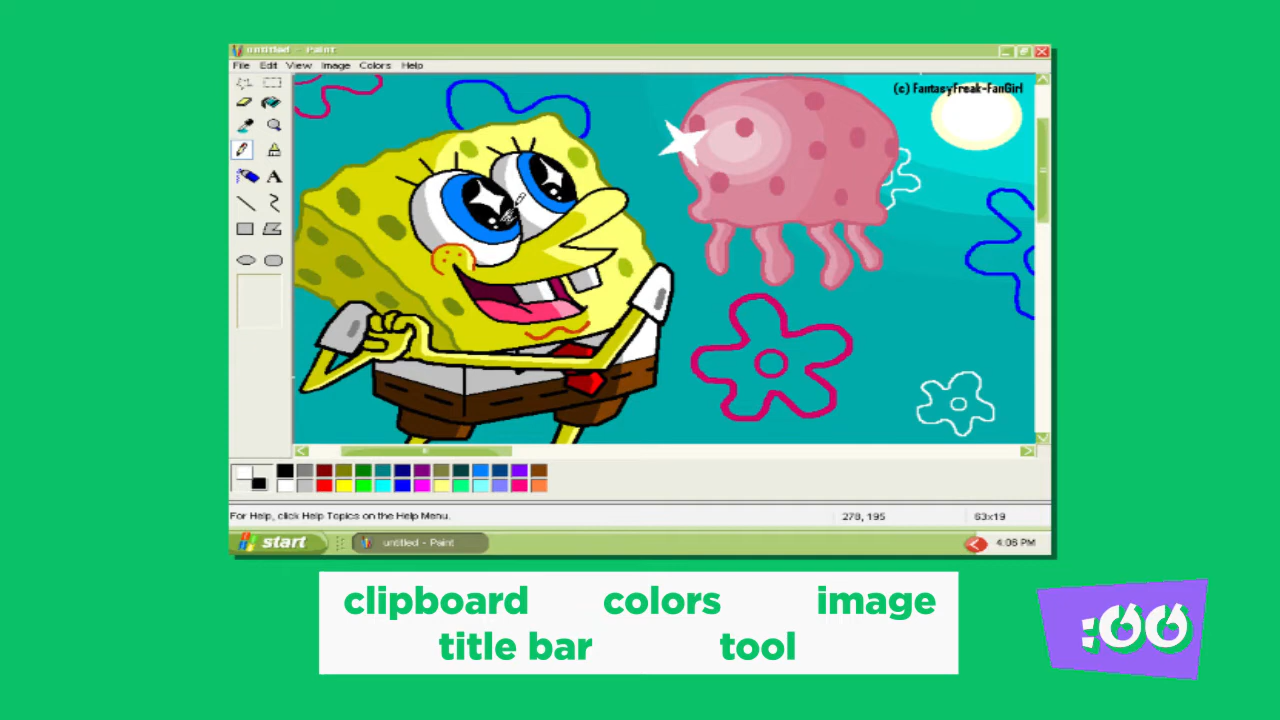 untitled - Paint
File Edit View Image Colors Help
(c) FantasyFreak-FanGirl
A
For Help, click Help Topics on the Help Menu.
278, 195
63x19
start
untitled - Paint
4:06 PM
clipboard colors image
title bar tool
:00